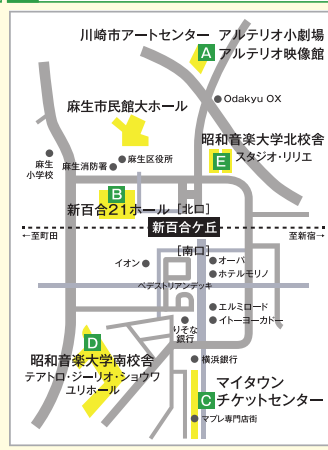 川崎市アートセンター アルテリオ小劇場
A アルテリオ映像館
Odakyu OX
麻生市民館大ホール
昭和音楽大学北校舎
E スタジオ・リリエ
麻生
小学校
麻生区役所
麻生消防署
B
新百合21ホール
[北口]
←至町田
新百合ケ丘
至新宿→
[南口]
イオン
オーパ
ホテルモリノ
ペデストリアンデッキ
エルミロード
イトーヨーカドー
りそな
銀行
D
昭和音楽大学南校舎
テアトロ・ジーリオ・ショウワ
ユリホール
横浜銀行
マイタウン
C チケットセンター
マプレ専門店街